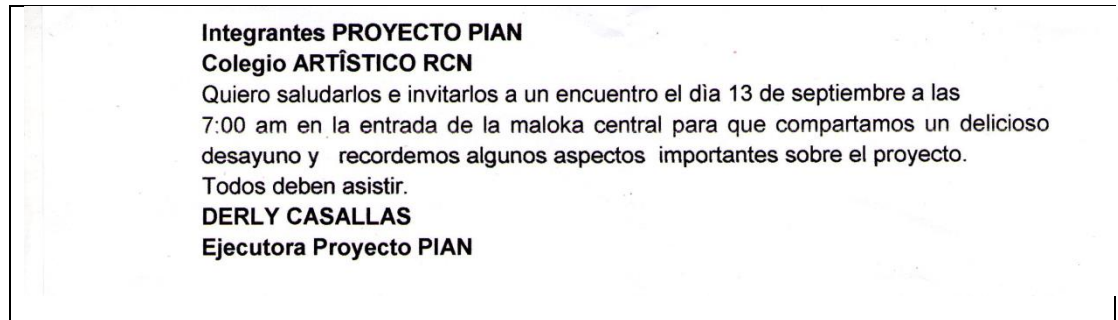 Integrantes PROYECTO PIAN
Colegio ARTÎSTICO RCN
Quiero saludarlos e invitarlos a un encuentro el dìa 13 de septiembre a las
7:00 am en la entrada de la maloka central para que compartamos un delicioso
desayuno y recordemos algunos aspectos importantes sobre el proyecto.
Todos deben asistir.
DERLY CASALLAS
Ejecutora Proyecto PIAN